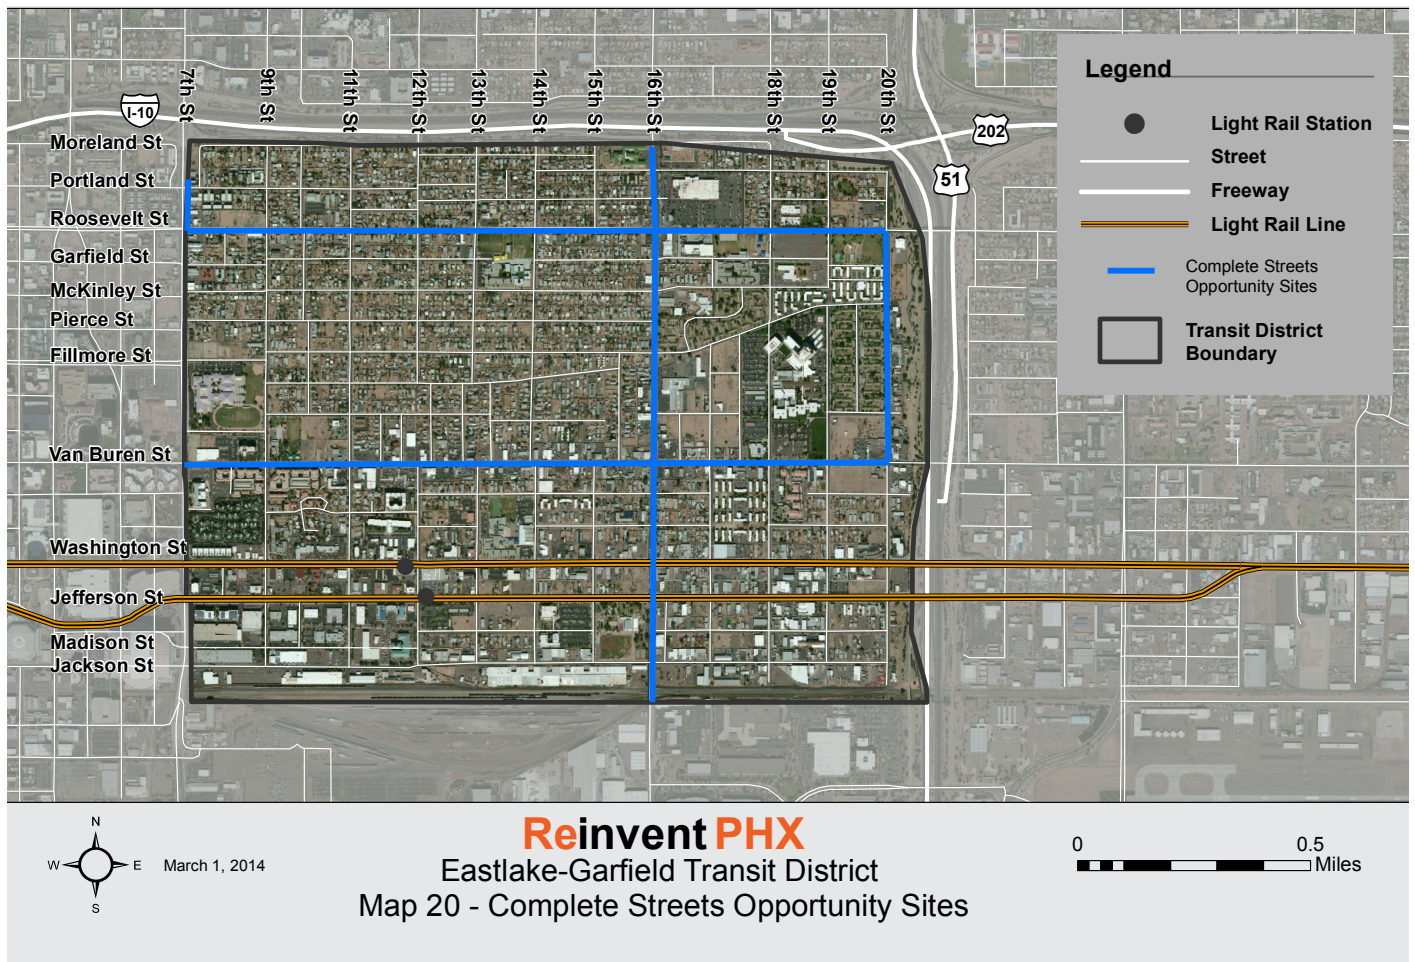 7th St
9th St
11th St
12th St
13th St
14th St
15th St
16th St
18th St
19th St
20th St
I-10
202
51
Moreland St
Portland St
Roosevelt St
Garfield St
McKinley St
Pierce St
Fillmore St
Van Buren St
Washington St
Jefferson St
Madison St
Jackson St
Legend
Light Rail Station
Street
Freeway
Light Rail Line
Complete Streets
Opportunity Sites
Transit District
Boundary
N
W E
S
March 1, 2014
Reinvent PHX
Eastlake-Garfield Transit District
Map 20 - Complete Streets Opportunity Sites
0 0.5
Miles